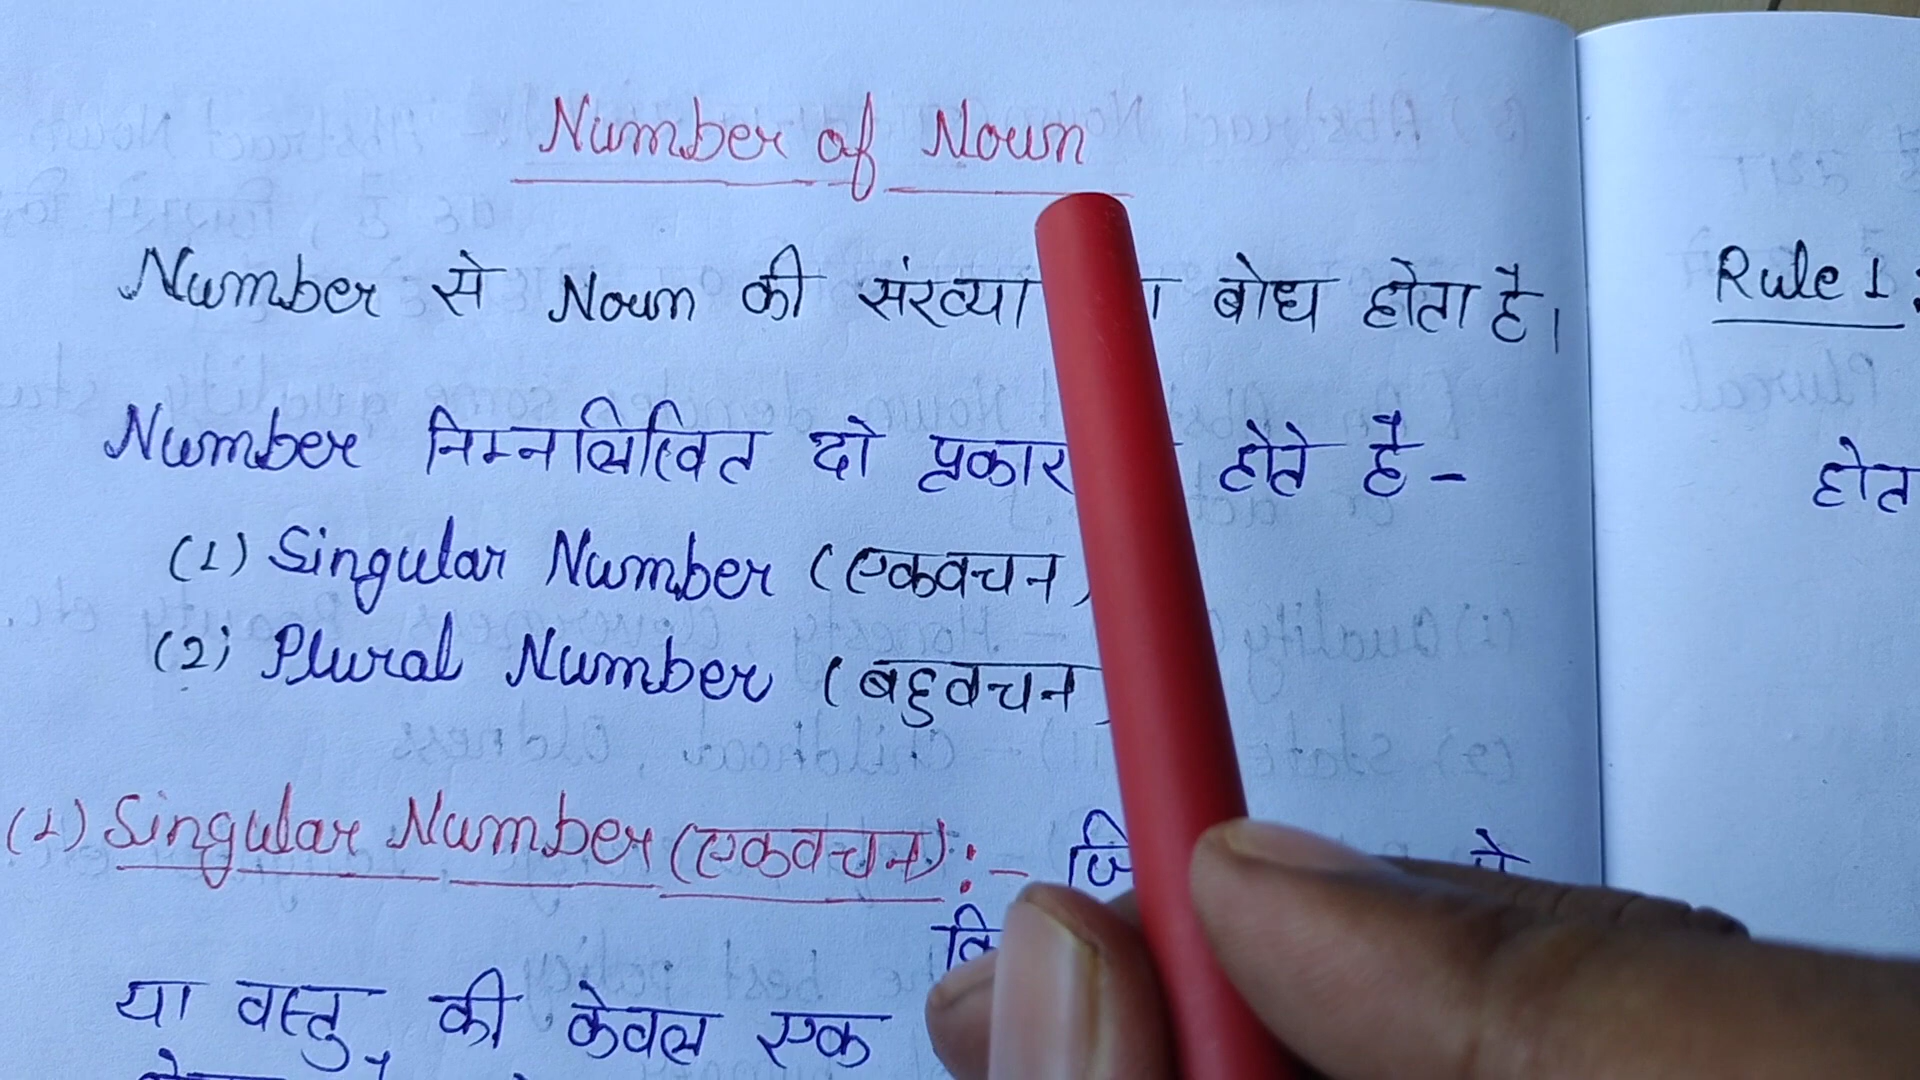 Number of Noun
Number से Noun की संख्या बोध होता है।
Number निम्नलिखित दो प्रकार होते है-
(1) Singular Number (एकवचन)
(2) Plural Number (बहुवचन)
(1) Singular Number (एकवचन):-
या वस्तु की केवल एक
Rule 1: